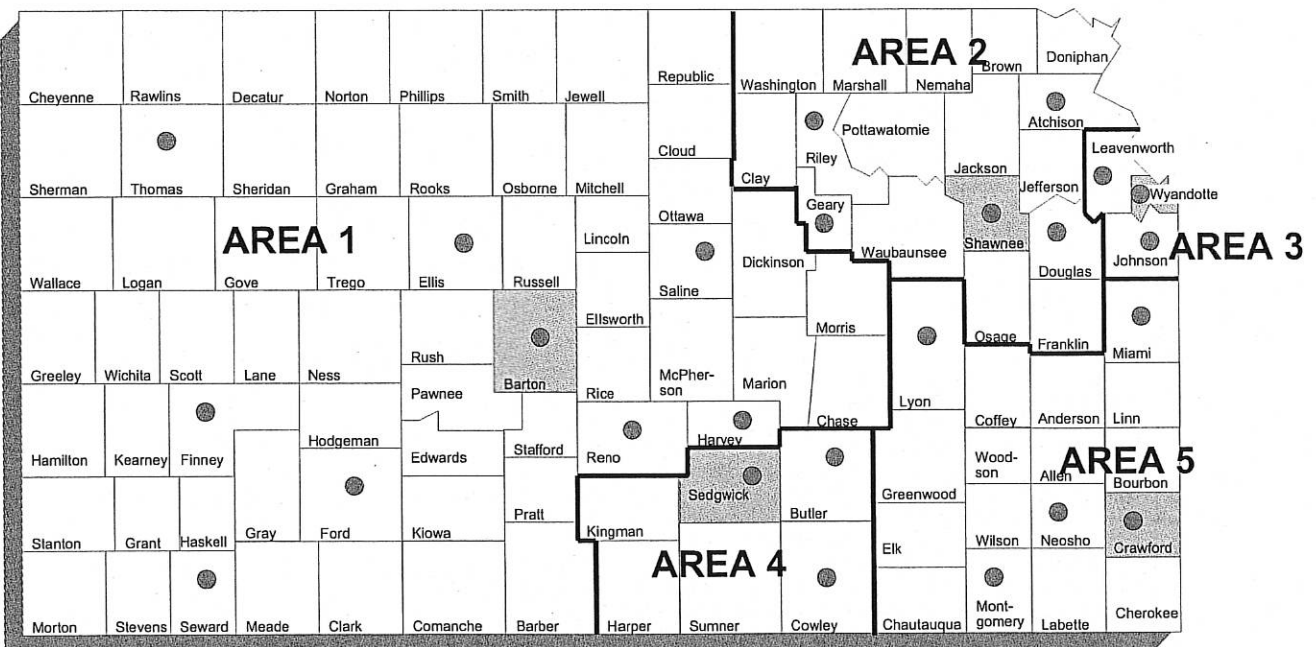 AREA 2
Brown
Doniphan
Republic
Washington
Marshall
Nemaha
Cheyenne
Rawlins
Decatur
Norton
Phillips
Smith
Jewell
Atchison
Pottawatomie
Leavenworth
Cloud
Riley
Jackson
Clay
Jefferson
Sherman
Thomas
Sheridan
Graham
Rooks
Osborne
Mitchell
Wyandotte
Geary
Ottawa
AREA 1
Lincoln
Shawnee
AREA 3
Waubaunsee
Dickinson
Johnson
Douglas
Wallace
Logan
Gove
Trego
Ellis
Russell
Saline
Ellsworth
Morris
Osage
Franklin
Miami
Rush
Greeley
Wichita
Scott
Lane
Ness
Barton
McPher-
son
Marion
Pawnee
Rice
Lyon
Chase
Coffey
Anderson
Linn
Hodgeman
Harvey
Stafford
Hamilton
Kearney
Finney
Edwards
Reno
Wood-
son
AREA 5
Allen
Bourbon
Sedgwick
Greenwood
Butler
Pratt
Kingman
Gray
Ford
Kiowa
Stanton
Grant
Haskell
Wilson
Neosho
Crawford
Elk
AREA 4
Mont-
gomery
Cherokee
Morton
Stevens
Seward
Meade
Clark
Comanche
Barber
Harper
Sumner
Cowley
Chautauqua
Labette